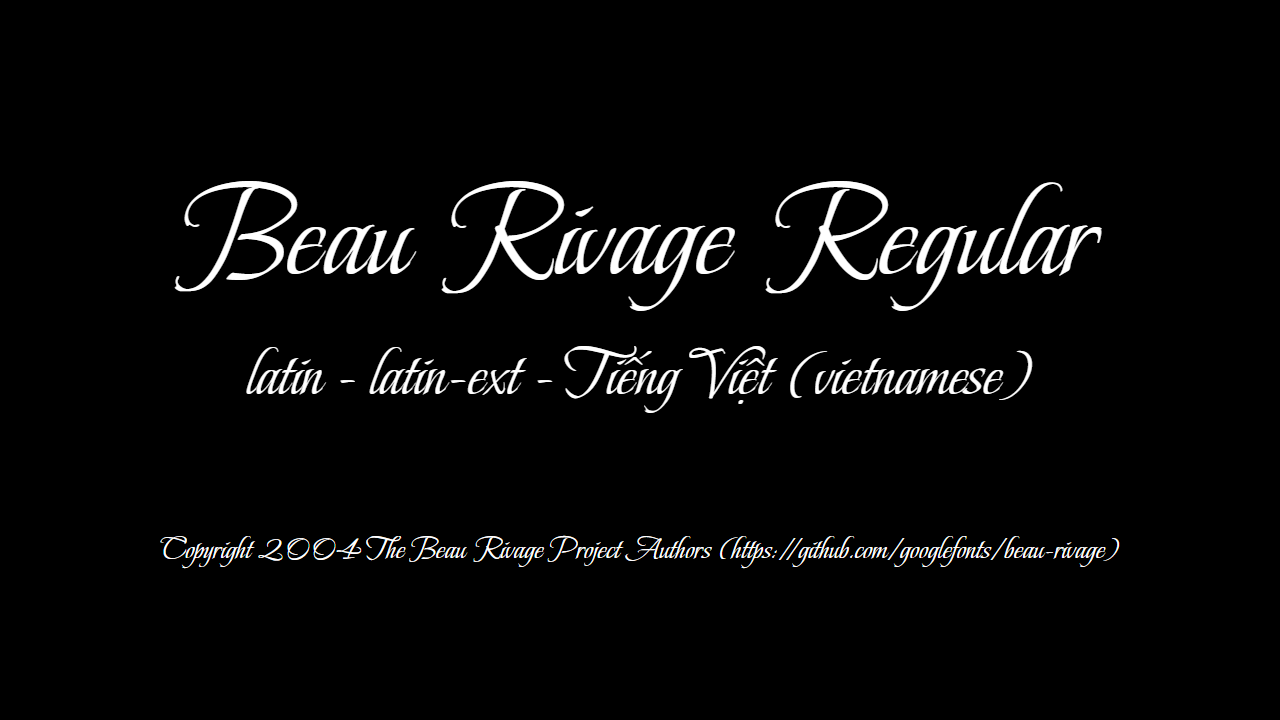 Beau Rivage Regular
latin - latin-ext - Tiếng Việt (vietnamese)
Copyright 2004 The Beau Rivage Project Authors (https://github.com/googlefonts/beau-rivage)